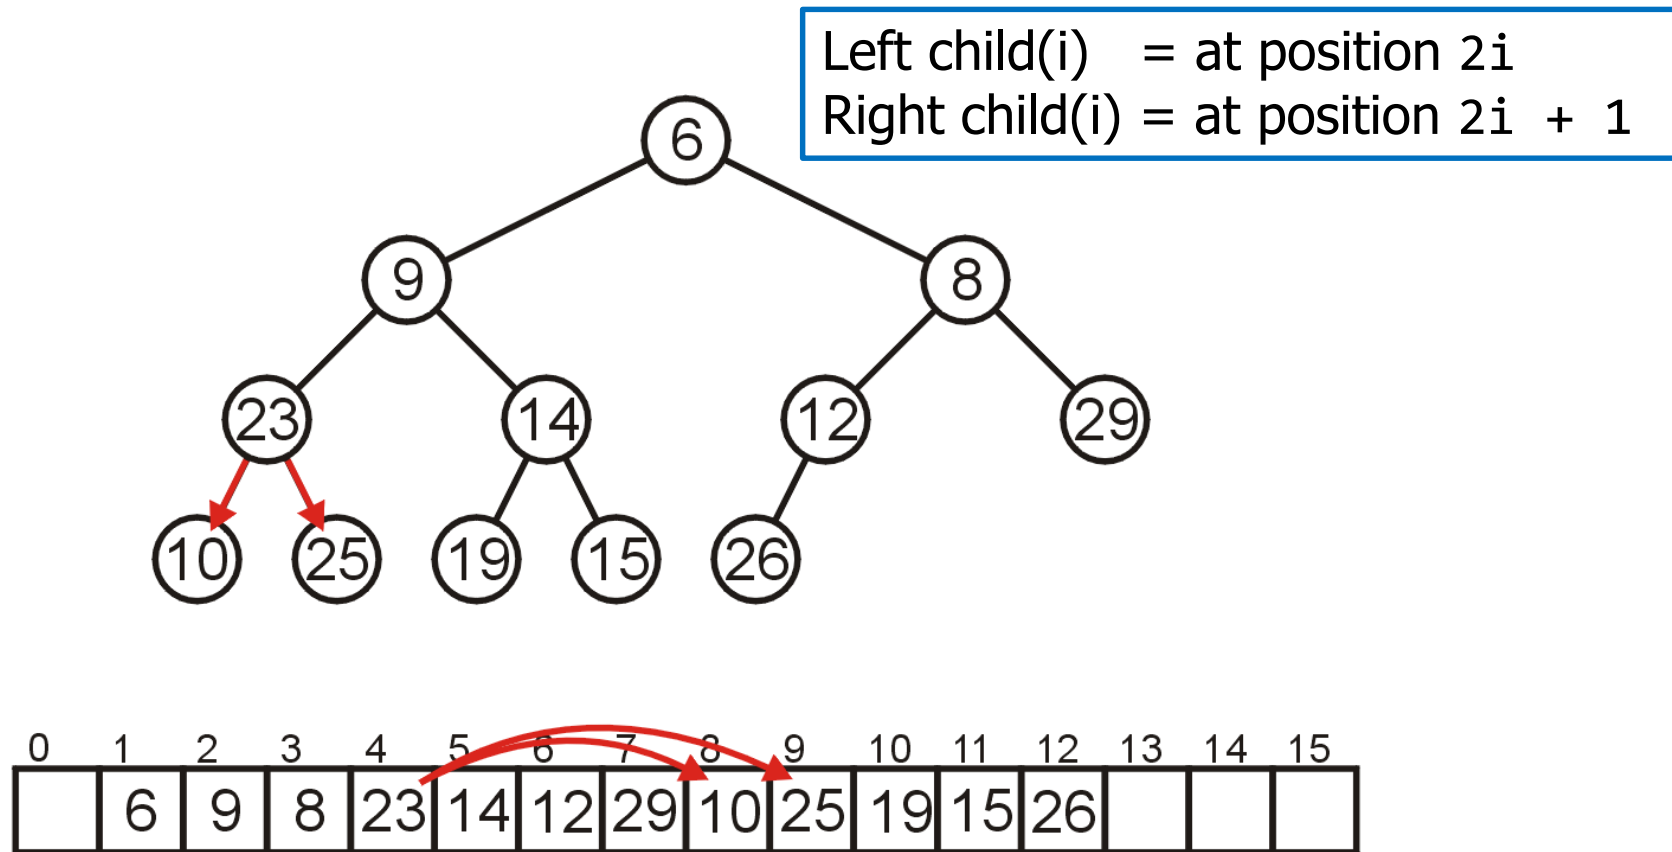 Left child(i) = at position 2i
Right child(i) = at position 2i + 1
6
9 8
23 14 12 29
10 25 19 15 26
0 1 2 3 4 5 6 7 8 9 10 11 12 13 14 15
6 9 8 23 14 12 29 10 25 19 15 26